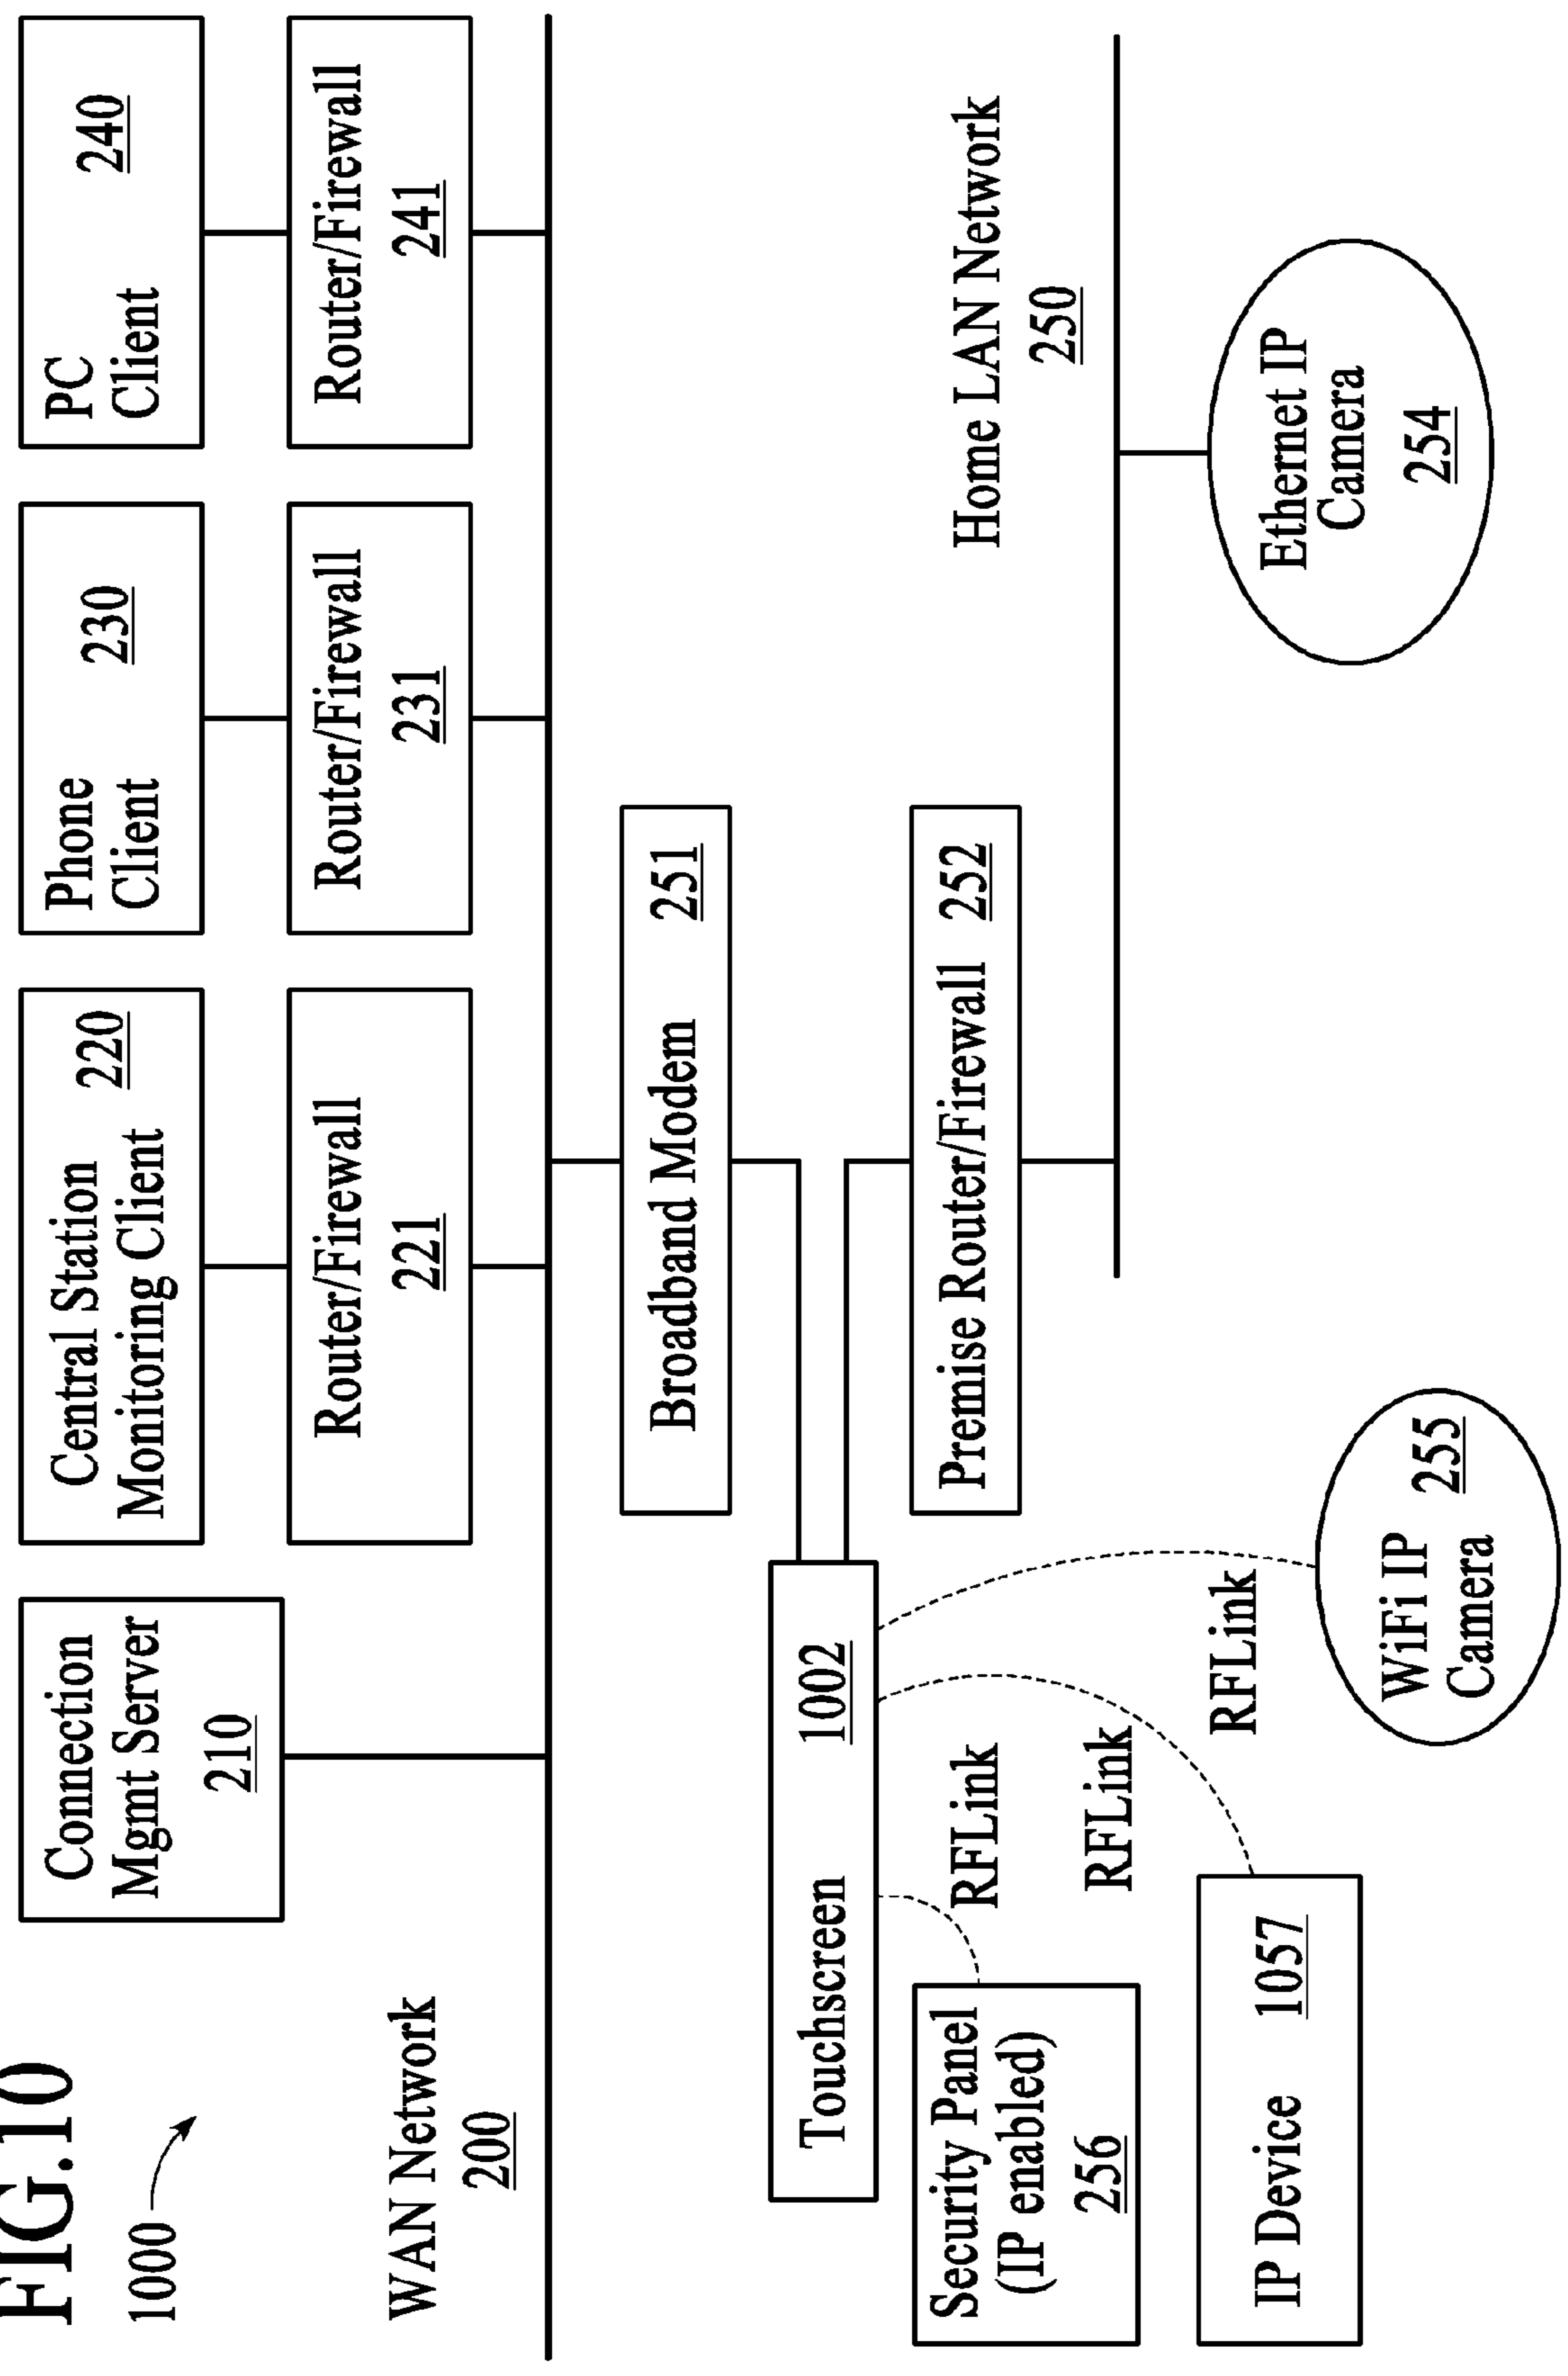 FIG.10
1000
Connection
Mgmt Server
210
Central Station
Monitoring Client
220
Phone
Client
230
PC
Client
240
Router/Firewall
221
Router/Firewall
231
Router/Firewall
241
WAN Network
200
Broadband Modem 251
Touchscreen 1002
Premise Router/Firewall 252
Home LAN Network
250
Security Panel
(IP enabled)
256
RFLink
RFLink
RFLink
IP Device 1057
WiFi IP
Camera
255
Ethernet IP
Camera
254